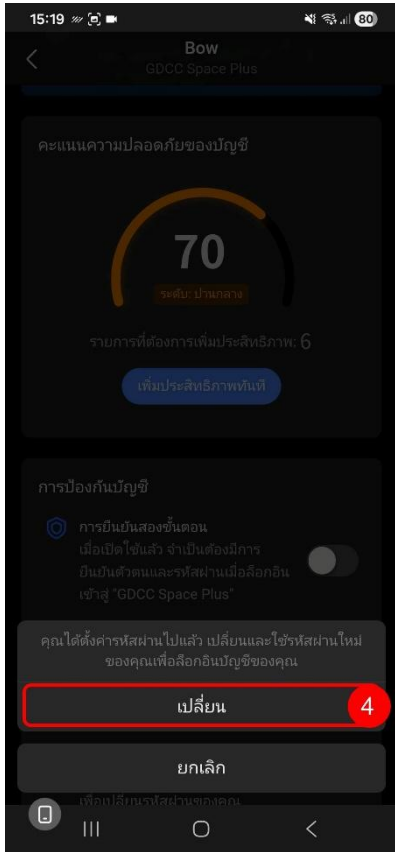 15:19
80
Bow
GDCC Space Plus
คะแนนความปลอดภัยของบัญชี
70
ระดับ: ปานกลาง
รายการที่ต้องการเพิ่มประสิทธิภาพ: 6
เพิ่มประสิทธิภาพทันที
การป้องกันบัญชี
การยืนยันสองขั้นตอน
เมื่อเปิดใช้แล้ว จำเป็นต้องมีการ
ยืนยันตัวตนและรหัสผ่านเมื่อล็อกอิน
เข้าสู่ "GDCC Space Plus"
คุณได้ตั้งค่ารหัสผ่านไปแล้ว เปลี่ยนและใช้รหัสผ่านใหม่
ของคุณเพื่อล็อกอินบัญชีของคุณ
เปลี่ยน
4
ยกเลิก
เพื่อเปลี่ยนรหัสผ่านของคุณ